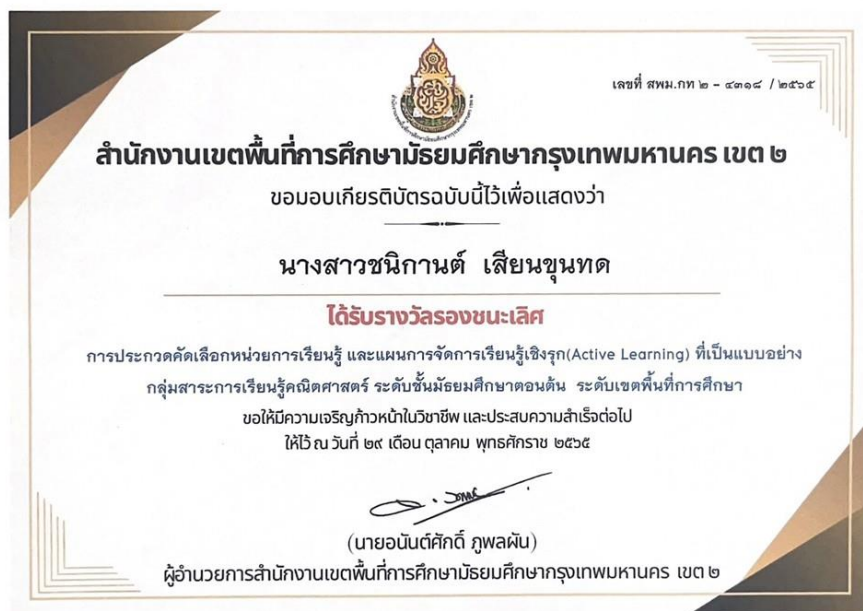 เลขที่ สพม.กท ๒ - ๔๓๑๘ / ๒๕๖๕
สำนักงานเขตพื้นที่การศึกษามัธยมศึกษากรุงเทพมหานคร เขต ๒
ขอมอบเกียรติบัตรฉบับนี้ไว้เพื่อแสดงว่า
นางสาวชนิกานต์ เสียนขุนทด
ได้รับรางวัลรองชนะเลิศ
การประกวดคัดเลือกหน่วยการเรียนรู้ และแผนการจัดการเรียนรู้เชิงรุก(Active Learning) ที่เป็นแบบอย่าง
กลุ่มสาระการเรียนรู้คณิตศาสตร์ ระดับชั้นมัธยมศึกษาตอนต้น ระดับเขตพื้นที่การศึกษา
ขอให้มีความเจริญก้าวหน้าในวิชาชีพ และประสบความสำเร็จต่อไป
ให้ไว้ ณ วันที่ ๒๙ เดือน ตุลาคม พุทธศักราช ๒๕๖๕
(นายอนันต์ศักดิ์ ภูพลผัน)
ผู้อำนวยการสำนักงานเขตพื้นที่การศึกษามัธยมศึกษากรุงเทพมหานคร เขต ๒